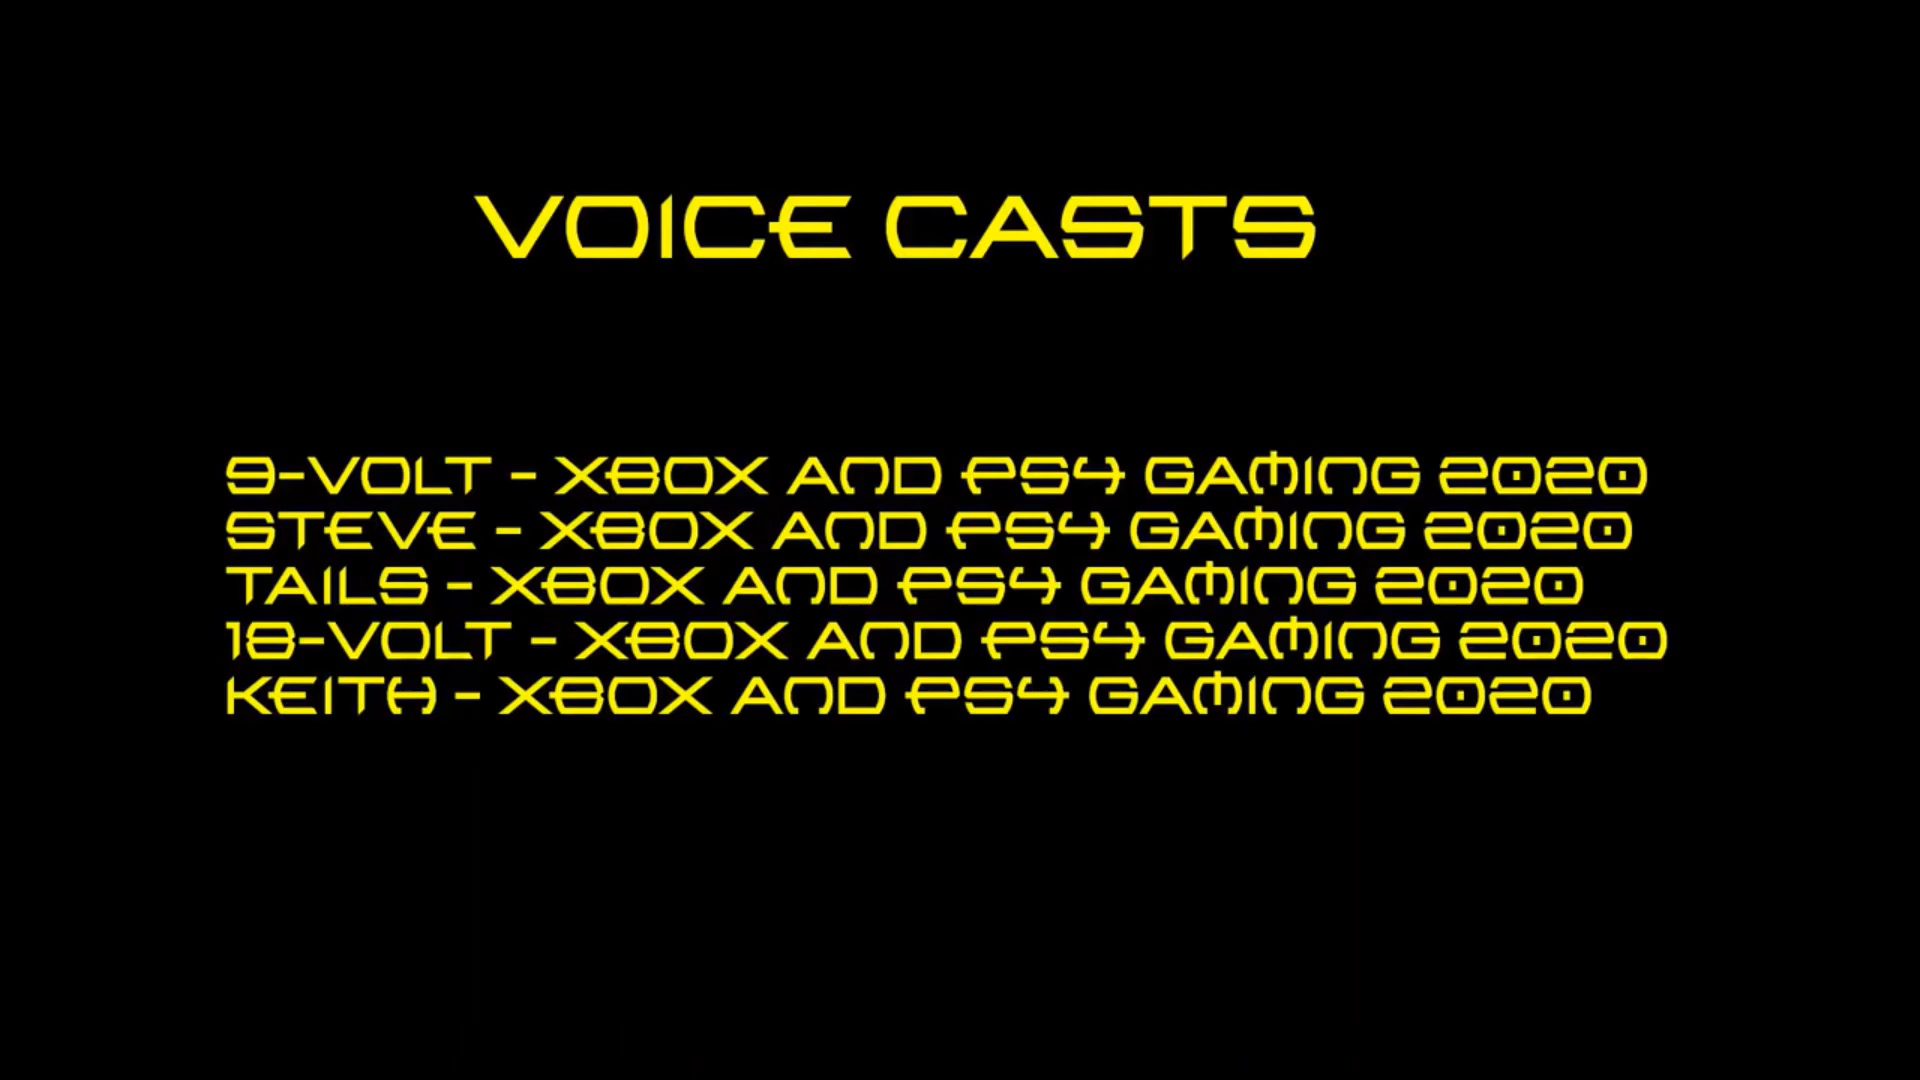 VOICE CASTS
9-VOLT - XBOX AND PS4 GAMING 2020
STEVE - XBOX AND PS4 GAMING 2020
TAILS - XBOX AND PS4 GAMING 2020
18-VOLT - XBOX AND PS4 GAMING 2020
KEITH - XBOX AND PS4 GAMING 2020